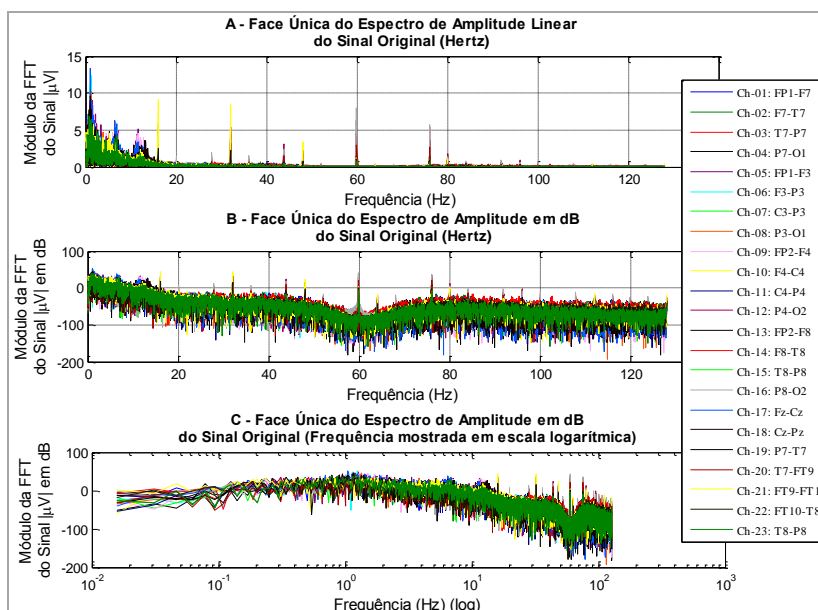 A - Face Única do Espectro de Amplitude Linear
do Sinal Original (Hertz)
Módulo da FFT
do Sinal |µV|
15
10
5
0
0 20 40 60 80 100 120
Frequência (Hz)
B - Face Única do Espectro de Amplitude em dB
do Sinal Original (Hertz)
Módulo da FFT
do Sinal |µV| em dB
100
0
-100
-200
0 20 40 60 80 100 120
Frequência (Hz)
C - Face Única do Espectro de Amplitude em dB
do Sinal Original (Frequência mostrada em escala logarítmica)
Módulo da FFT
do Sinal |µV| em dB
100
0
-100
-200
10-2 10-1 100 101 102 103
Frequência (Hz) (log)
Ch-01: FP1-F7
Ch-02: F7-T7
Ch-03: T7-P7
Ch-04: P7-O1
Ch-05: FP1-F3
Ch-06: F3-P3
Ch-07: C3-P3
Ch-08: P3-O1
Ch-09: FP2-F4
Ch-10: F4-C4
Ch-11: C4-P4
Ch-12: P4-O2
Ch-13: FP2-F8
Ch-14: F8-T8
Ch-15: T8-P8
Ch-16: P8-O2
Ch-17: Fz-Cz
Ch-18: Cz-Pz
Ch-19: P7-T7
Ch-20: T7-FT9
Ch-21: FT9-FT1
Ch-22: FT10-T8
Ch-23: T8-P8